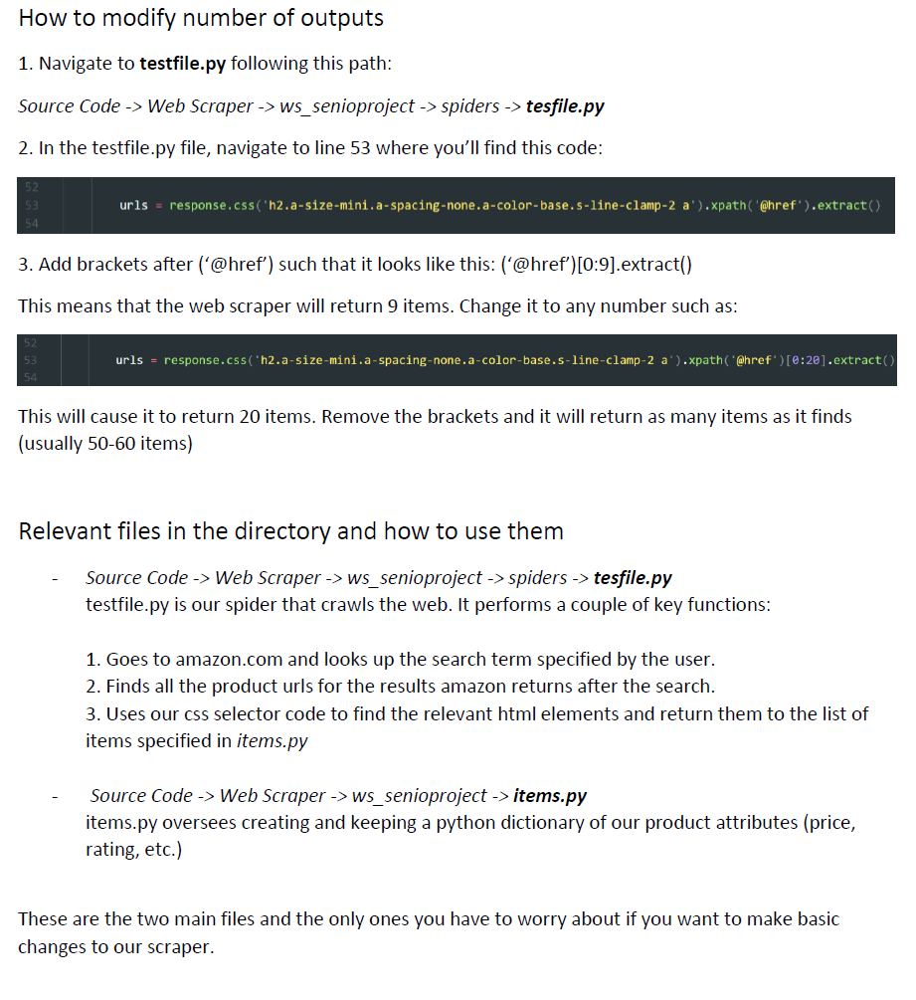 How to modify number of outputs
1. Navigate to testfile.py following this path:
Source Code -> Web Scraper -> ws_senioproject -> spiders -> tesfile.py
2. In the testfile.py file, navigate to line 53 where you’ll find this code:
52
53 urls = response.css('h2.a-size-mini.a-spacing-none.a-color-base.s-line-clamp-2 a').xpath('@href').extract()
54
3. Add brackets after (‘@href’) such that it looks like this: (‘@href’)[0:9].extract()
This means that the web scraper will return 9 items. Change it to any number such as:
52
53 urls = response.css('h2.a-size-mini.a-spacing-none.a-color-base.s-line-clamp-2 a').xpath('@href')[0:20].extract()
54
This will cause it to return 20 items. Remove the brackets and it will return as many items as it finds
(usually 50-60 items)
Relevant files in the directory and how to use them
- Source Code -> Web Scraper -> ws_senioproject -> spiders -> tesfile.py
testfile.py is our spider that crawls the web. It performs a couple of key functions:
1. Goes to amazon.com and looks up the search term specified by the user.
2. Finds all the product urls for the results amazon returns after the search.
3. Uses our css selector code to find the relevant html elements and return them to the list of
items specified in items.py
- Source Code -> Web Scraper -> ws_senioproject -> items.py
items.py oversees creating and keeping a python dictionary of our product attributes (price,
rating, etc.)
These are the two main files and the only ones you have to worry about if you want to make basic
changes to our scraper.